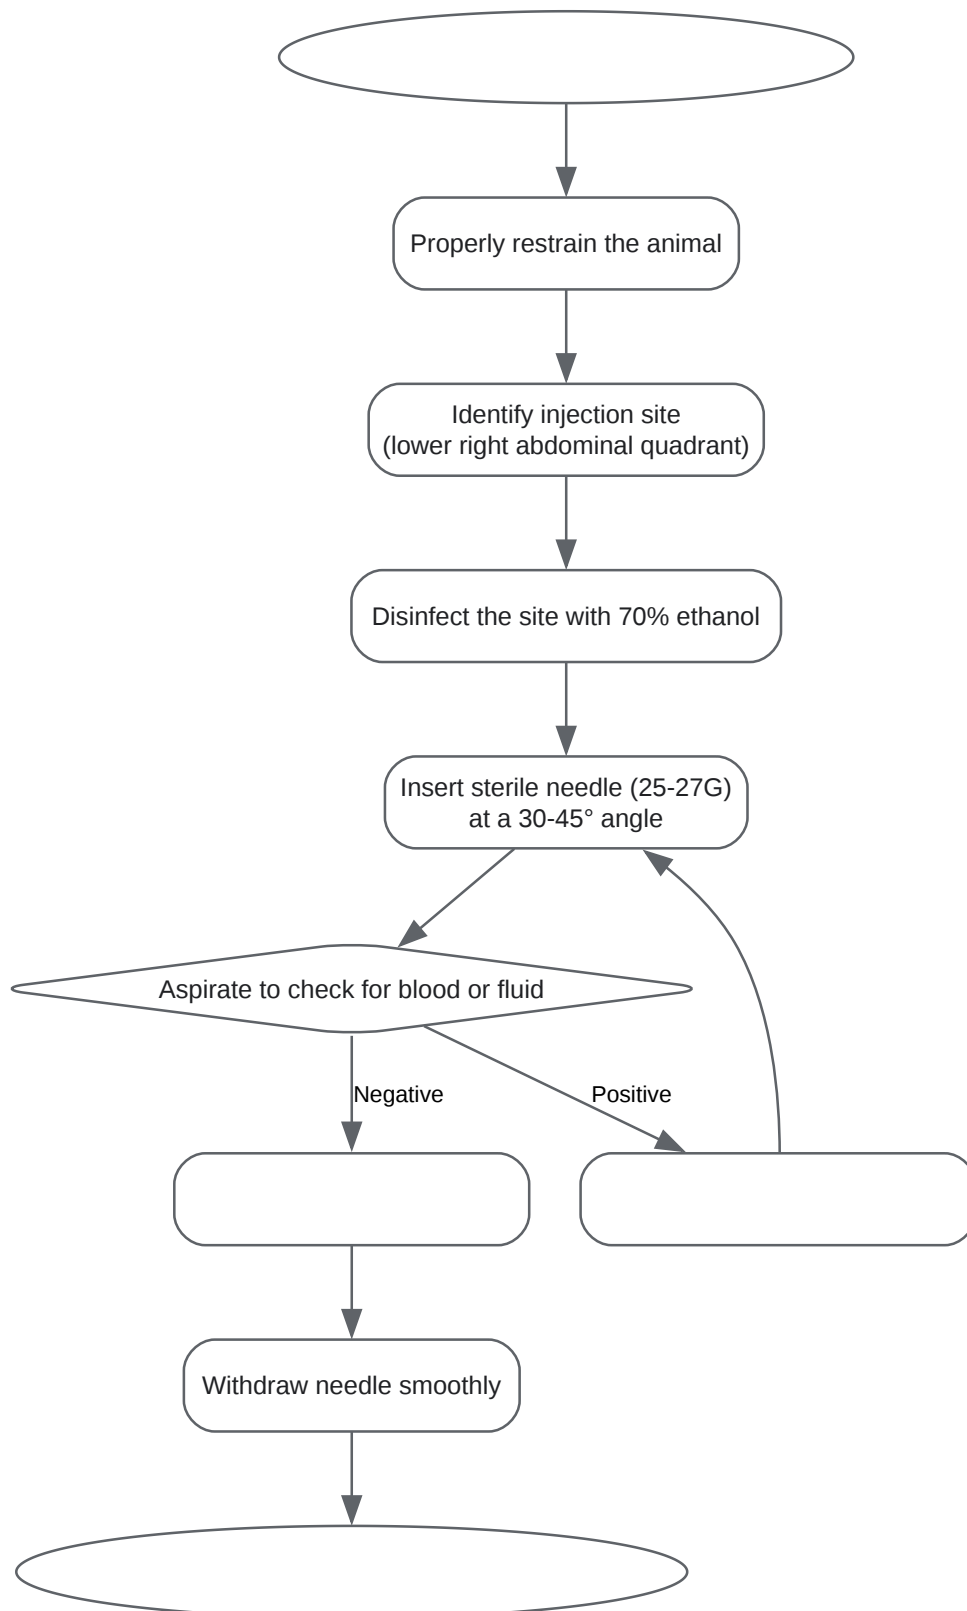 Properly restrain the animal
Identify injection site
(lower right abdominal quadrant)
Disinfect the site with 70% ethanol
Insert sterile needle (25-27G)
at a 30-45° angle
Aspirate to check for blood or fluid
Negative
Positive
Withdraw needle smoothly